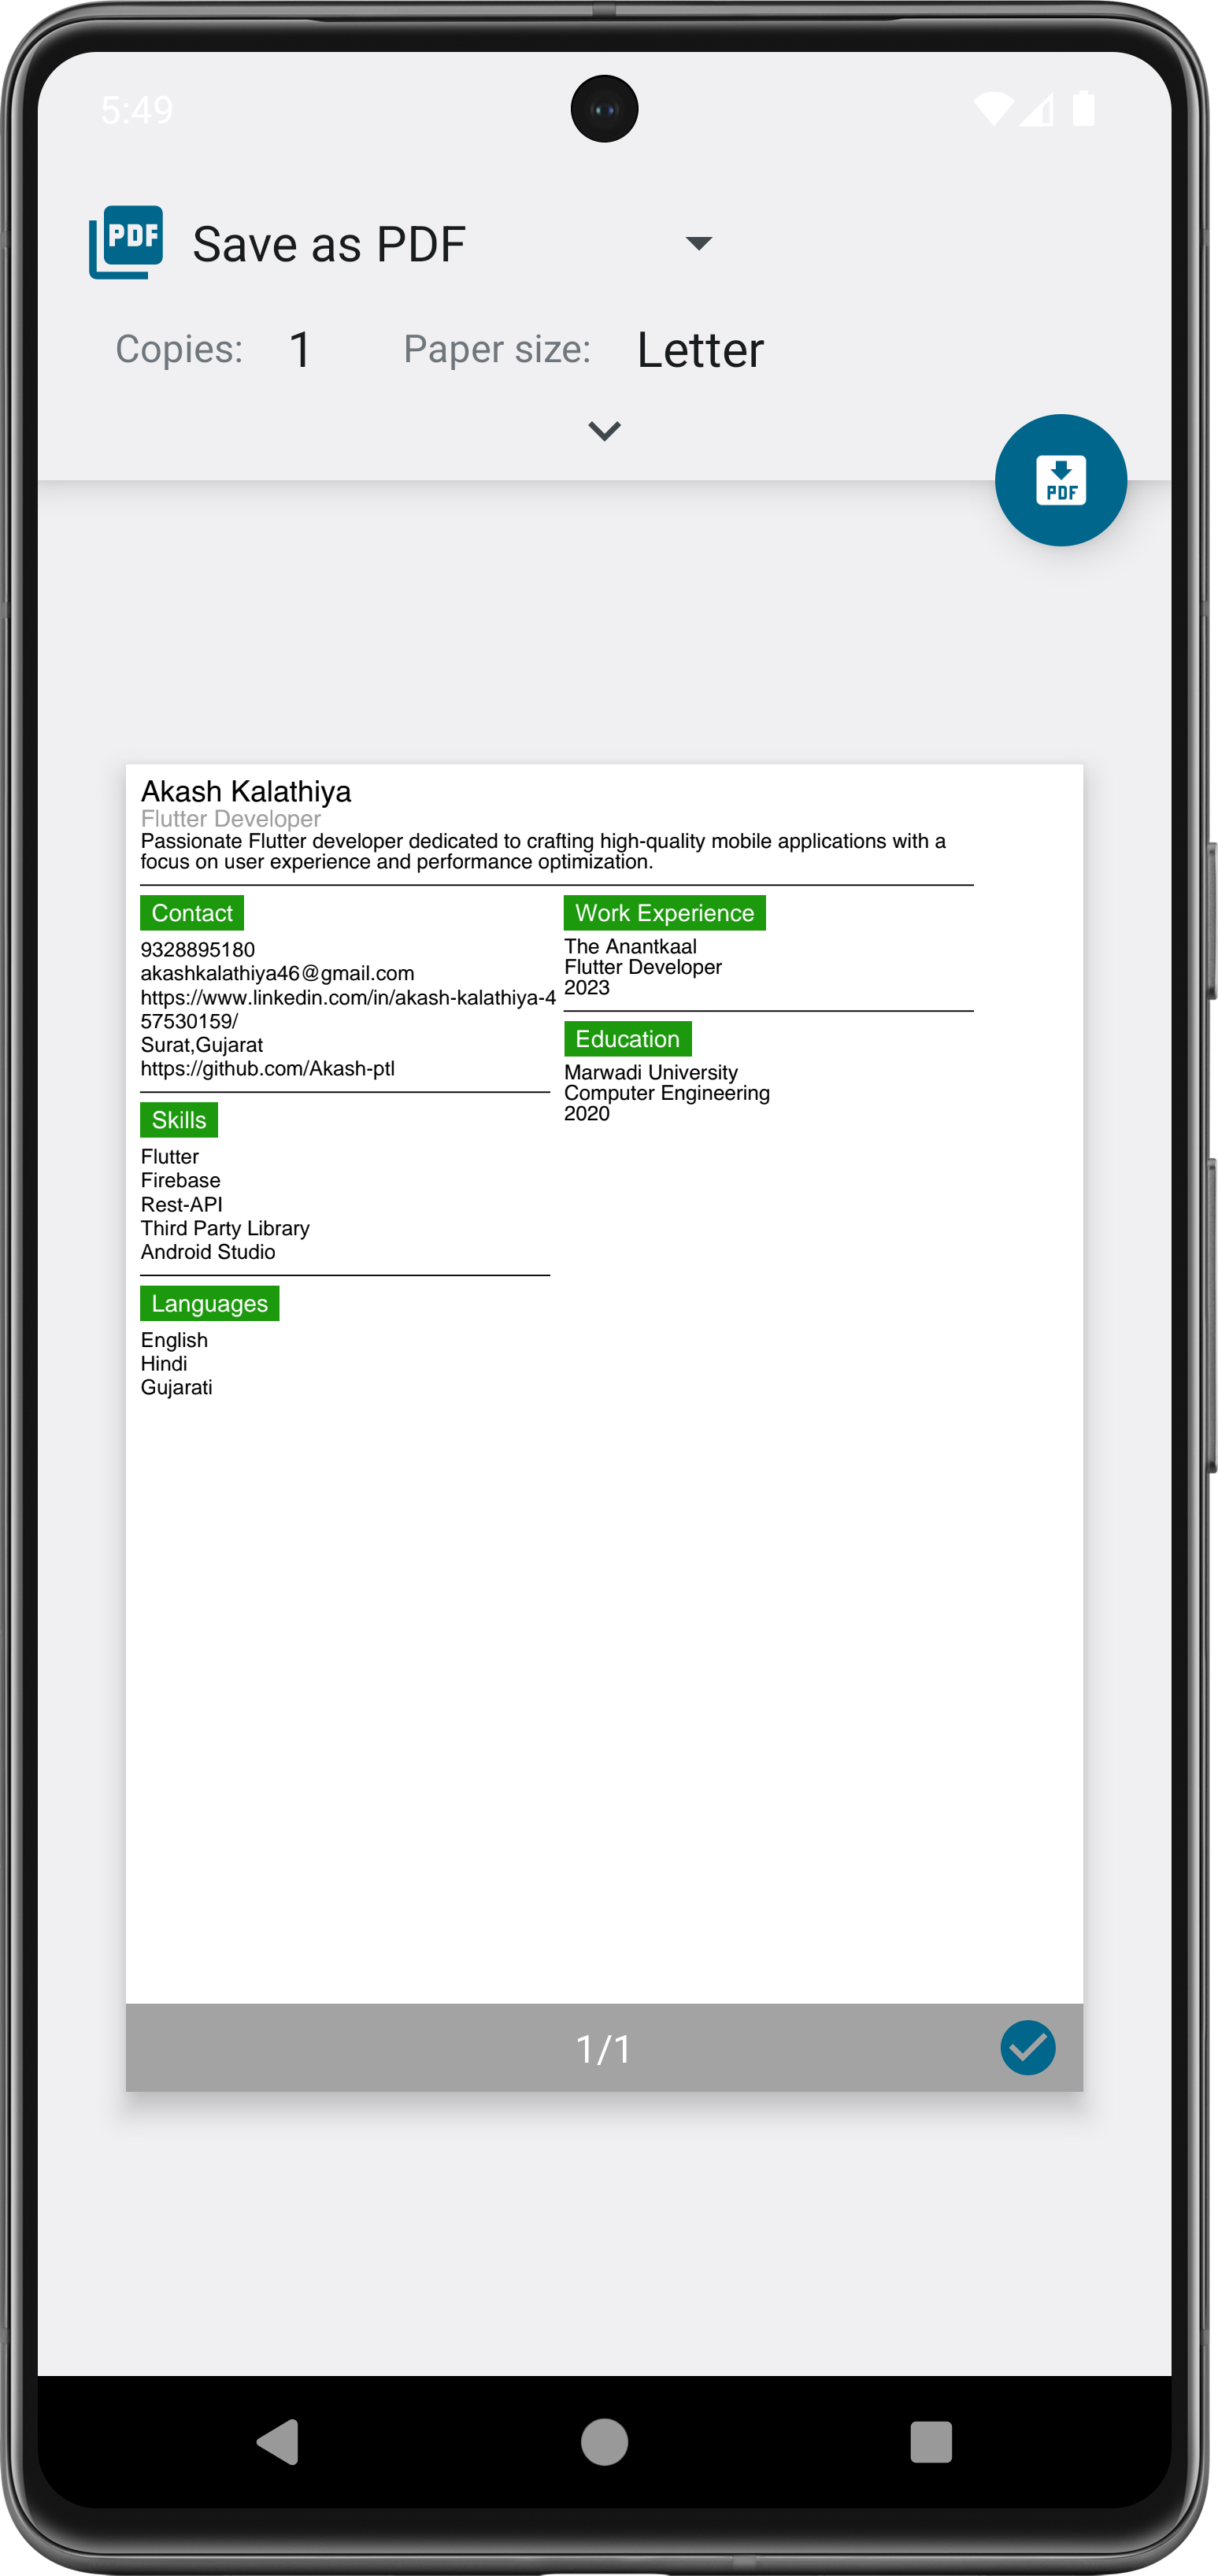 5:49
PDF
Save as PDF
Copies: 1 Paper size: Letter
PDF
Akash Kalathiya
Flutter Developer
Passionate Flutter developer dedicated to crafting high-quality mobile applications with a
focus on user experience and performance optimization.
Contact
9328895180
akashkalathiya46@gmail.com
https://www.linkedin.com/in/akash-kalathiya-4
57530159/
Surat,Gujarat
https://github.com/Akash-ptl
Skills
Flutter
Firebase
Rest-API
Third Party Library
Android Studio
Languages
English
Hindi
Gujarati
Work Experience
The Anantkaal
Flutter Developer
2023
Education
Marwadi University
Computer Engineering
2020
1/1